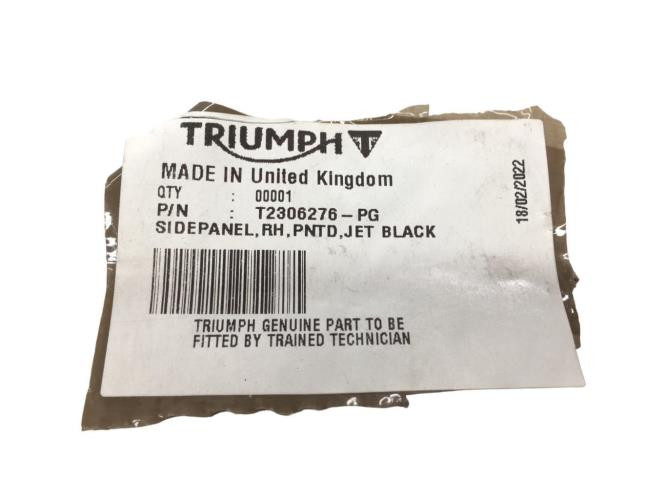 TRIUMPH
MADE IN United Kingdom
QTY : 00001
P/N : T2306276-PG
SIDEPANEL,RH,PNTD,JET BLACK
18/02/2022
TRIUMPH GENUINE PART TO BE
FITTED BY TRAINED TECHNICIAN